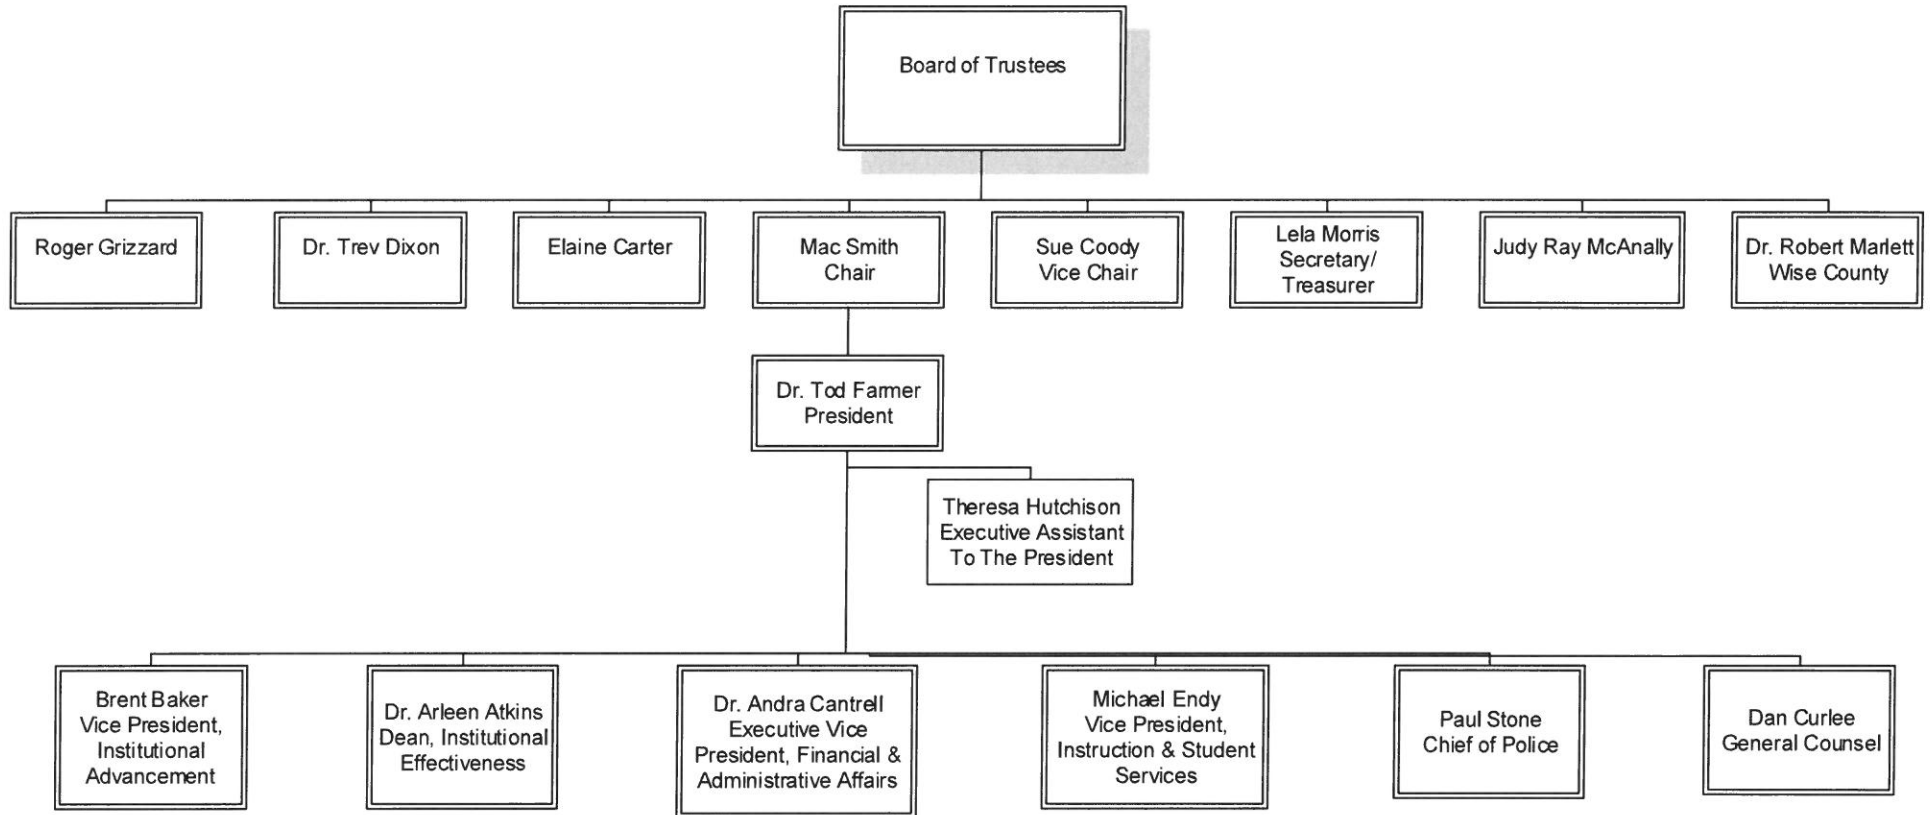 Board of Trustees
Roger Grizzard
Dr. Trev Dixon
Elaine Carter
Mac Smith
Chair
Sue Coody
Vice Chair
Lela Morris
Secretary/
Treasurer
Judy Ray McAnally
Dr. Robert Marlett
Wise County
Dr. Tod Farmer
President
Theresa Hutchison
Executive Assistant
To The President
Brent Baker
Vice President,
Institutional
Advancement
Dr. Arleen Atkins
Dean, Institutional
Effectiveness
Dr. Andra Cantrell
Executive Vice
President, Financial &
Administrative Affairs
Michael Endy
Vice President,
Instruction & Student
Services
Paul Stone
Chief of Police
Dan Curlee
General Counsel